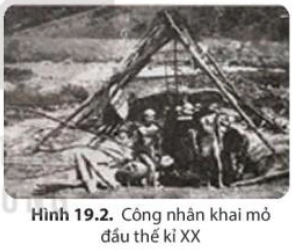 Hình 19.2. Công nhân khai mỏ
đầu thế kỉ XX